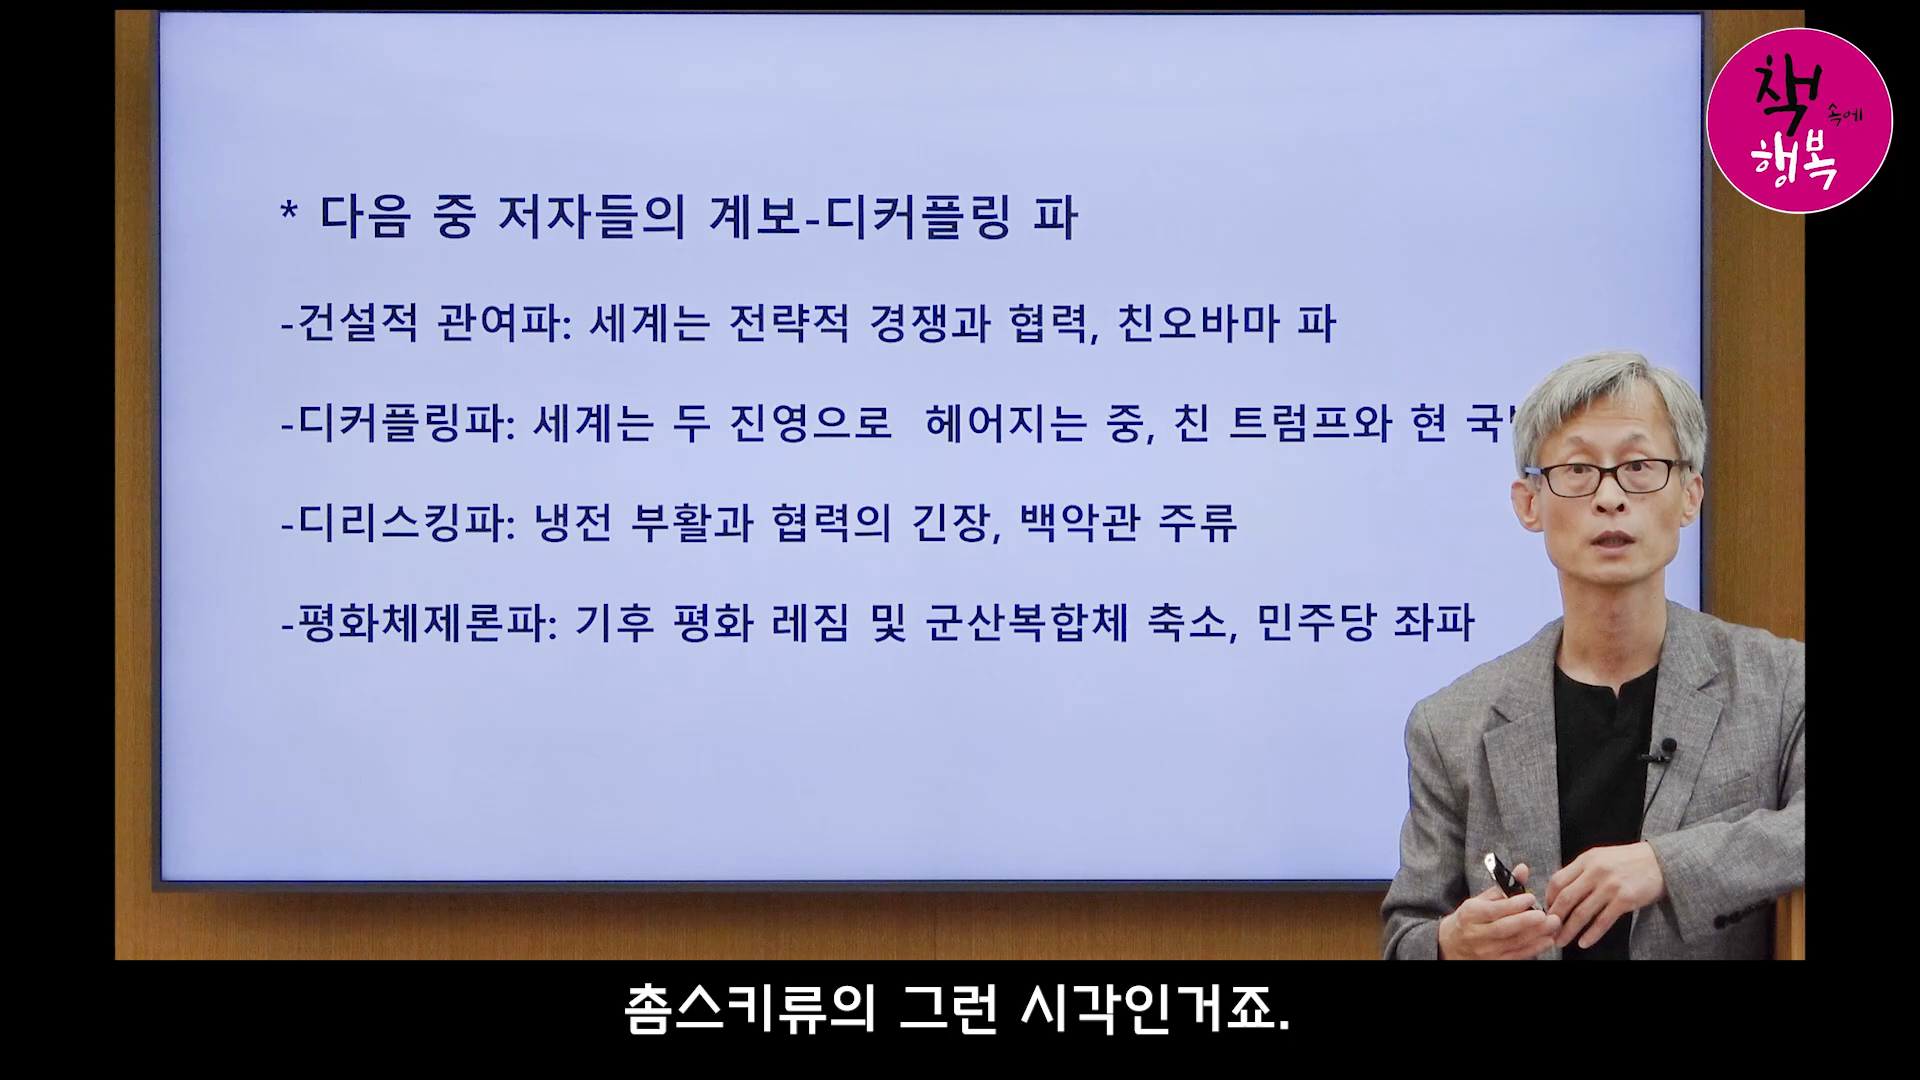 * 다음 중 저자들의 계보-디커플링 파
-건설적 관여파: 세계는 전략적 경쟁과 협력, 친오바마 파
-디커플링파: 세계는 두 진영으로 헤어지는 중, 친 트럼프와 현
-디리스킹파: 냉전 부활과 협력의 긴장, 백악관 주류
-평화체제론파: 기후 평화 레짐 및 군산복합체 축소, 민주당 좌파
책
속에
행복
촘스키류의 그런 시각인거죠.